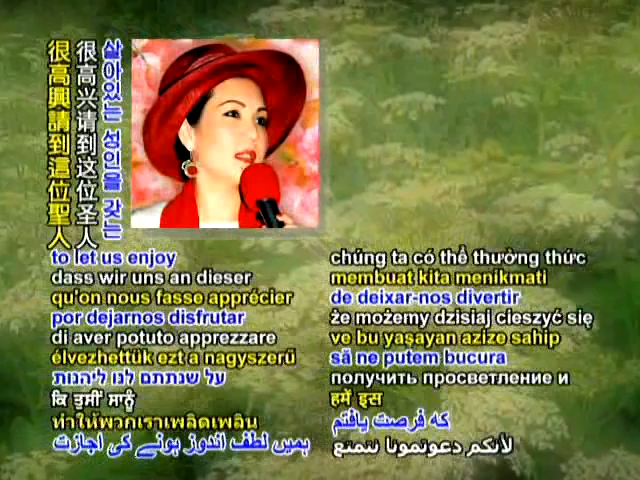 很高興請到這位聖人
很高兴请到这位圣人
살아있는 성인을 갖는
to let us enjoy
dass wir uns an dieser
qu'on nous fasse apprécier
por dejarnos disfrutar
di aver potuto apprezzare
élvezhettük ezt a nagyszerű
על שנתתם לנו ליהנות
ਕਿ ਤੁਸੀਂ ਸਾਨੂੰ
ทำให้พวกเราเพลิดเพลิน
ہمیں لطف اندوز ہونے کی اجازت
chúng ta có thể thưởng thức
membuat kita menikmati
de deixar-nos divertir
że możemy dzisiaj cieszyć się
ve bu yaşayan azize sahip
să ne putem bucura
получить просветление и
हमें इस
که فرصت یافتم
لأنكم دعوتمونا نتمتع